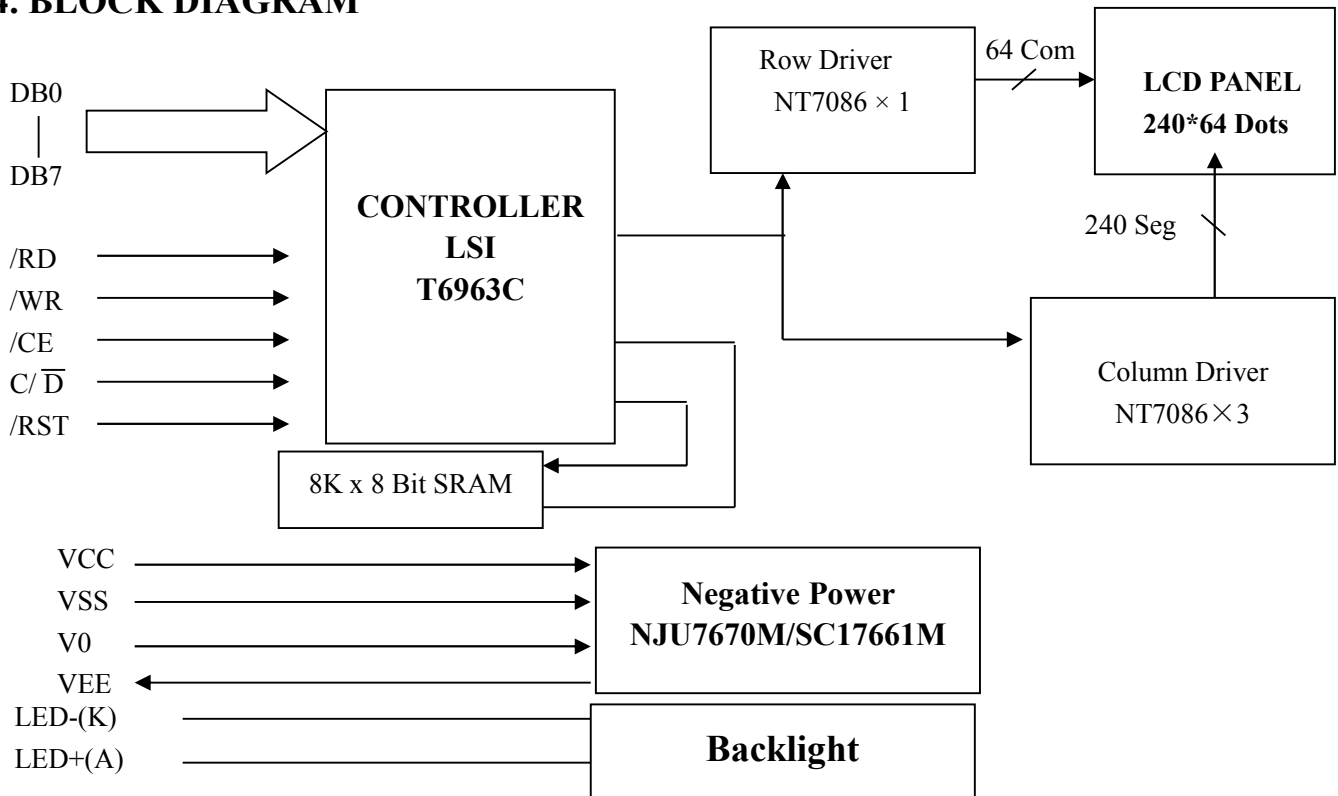 4. BLOCK DIAGRAM
DB0
DB7
/RD
/WR
/CE
C/ D̅
/RST
CONTROLLER
LSI
T6963C
8K x 8 Bit SRAM
Row Driver
NT7086 × 1
64 Com
LCD PANEL
240*64 Dots
240 Seg
Column Driver
NT7086×3
VCC
VSS
V0
VEE
Negative Power
NJU7670M/SC17661M
LED-(K)
LED+(A)
Backlight